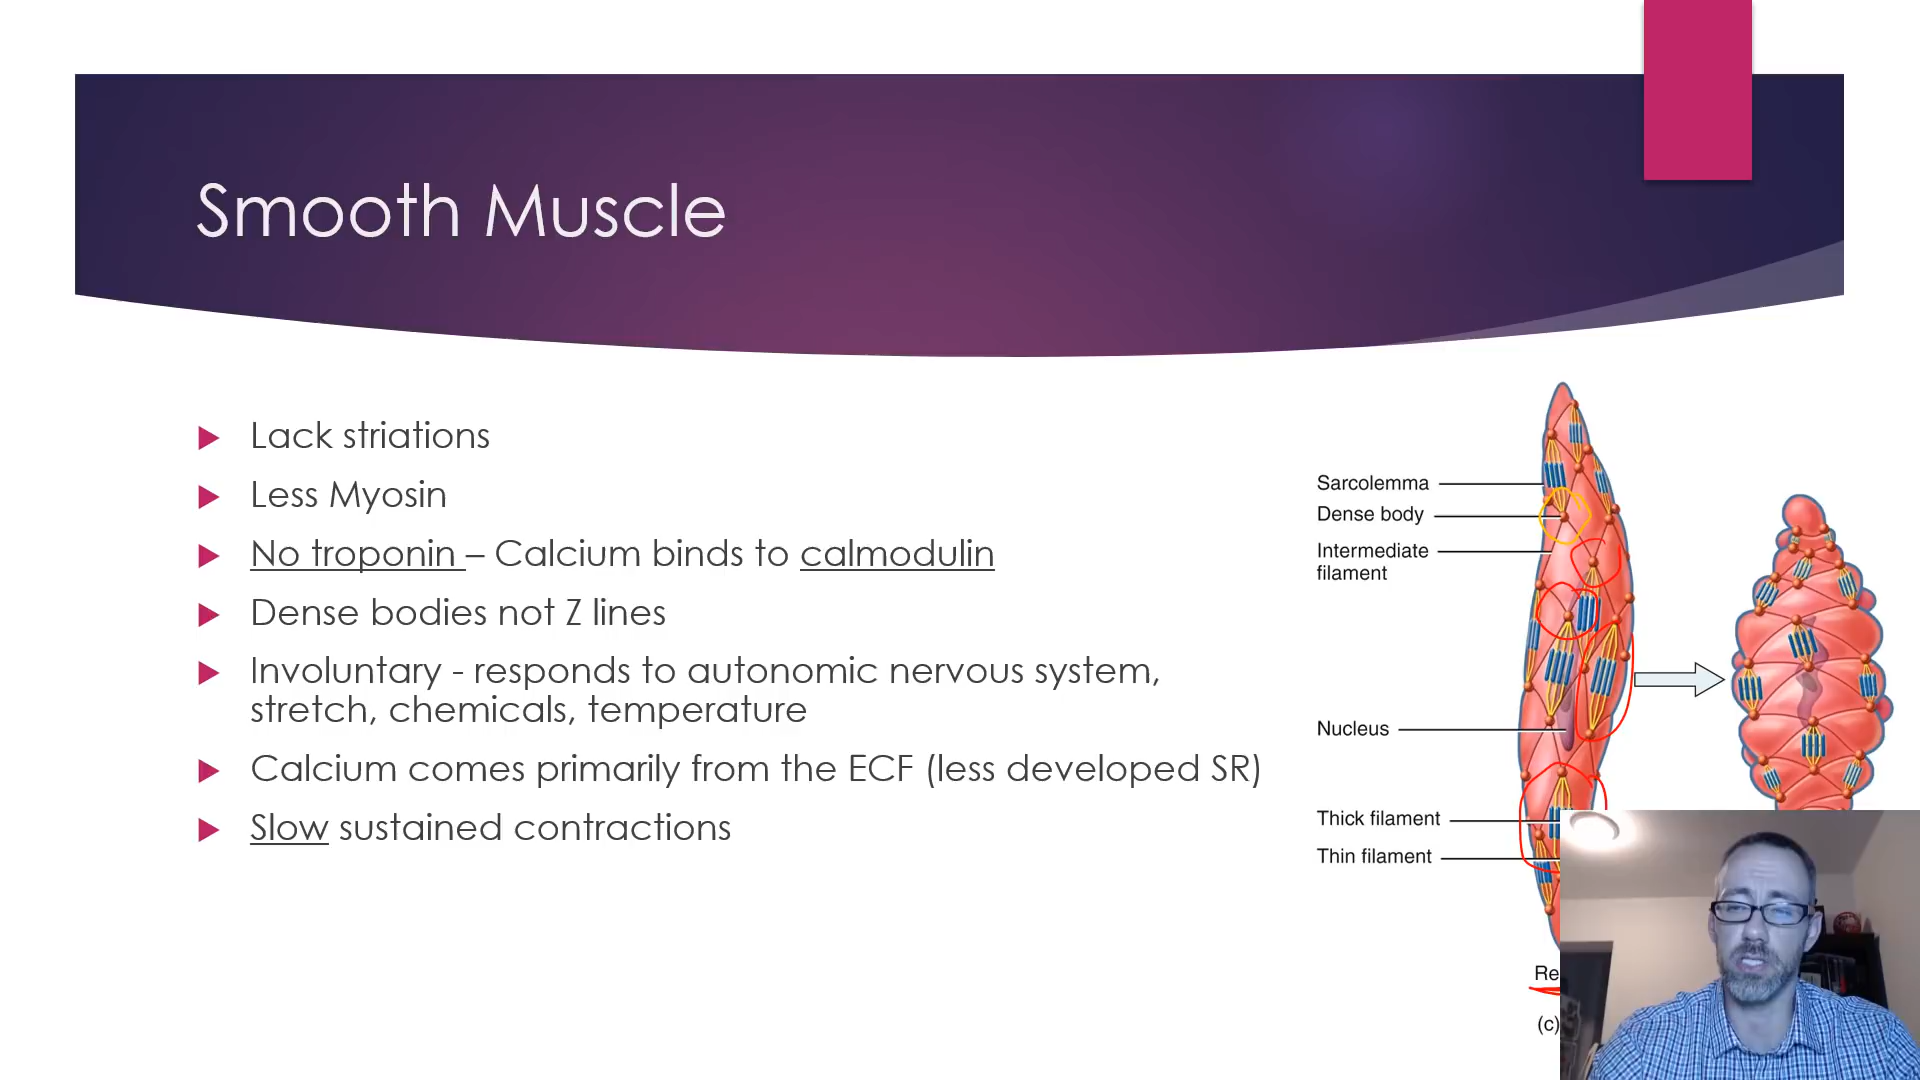 Smooth Muscle
Lack striations
Less Myosin
No troponin – Calcium binds to calmodulin
Dense bodies not Z lines
Involuntary - responds to autonomic nervous system,
stretch, chemicals, temperature
Calcium comes primarily from the ECF (less developed SR)
Slow sustained contractions
Sarcolemma
Dense body
Intermediate
filament
Nucleus
Thick filament
Thin filament
Re
(c)